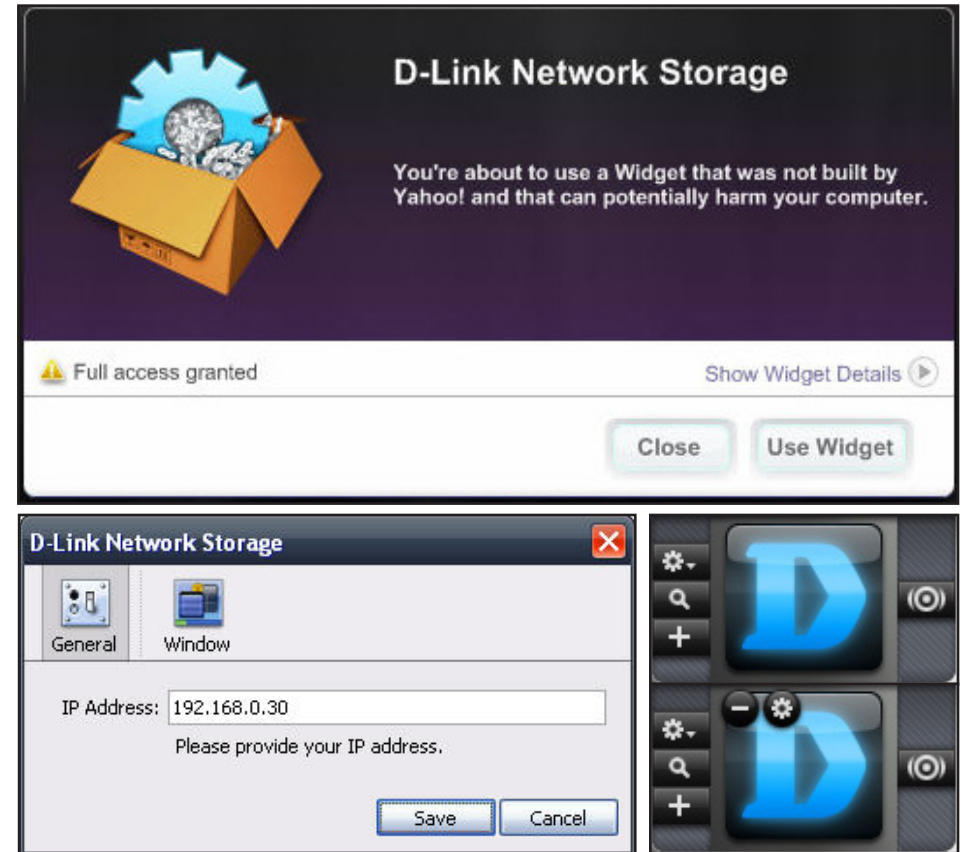 D-Link Network Storage
You're about to use a Widget that was not built by
Yahoo! and that can potentially harm your computer.
Full access granted
Show Widget Details
Close
Use Widget
D-Link Network Storage
General
Window
IP Address: 192.168.0.30
Please provide your IP address.
Save
Cancel
D
D